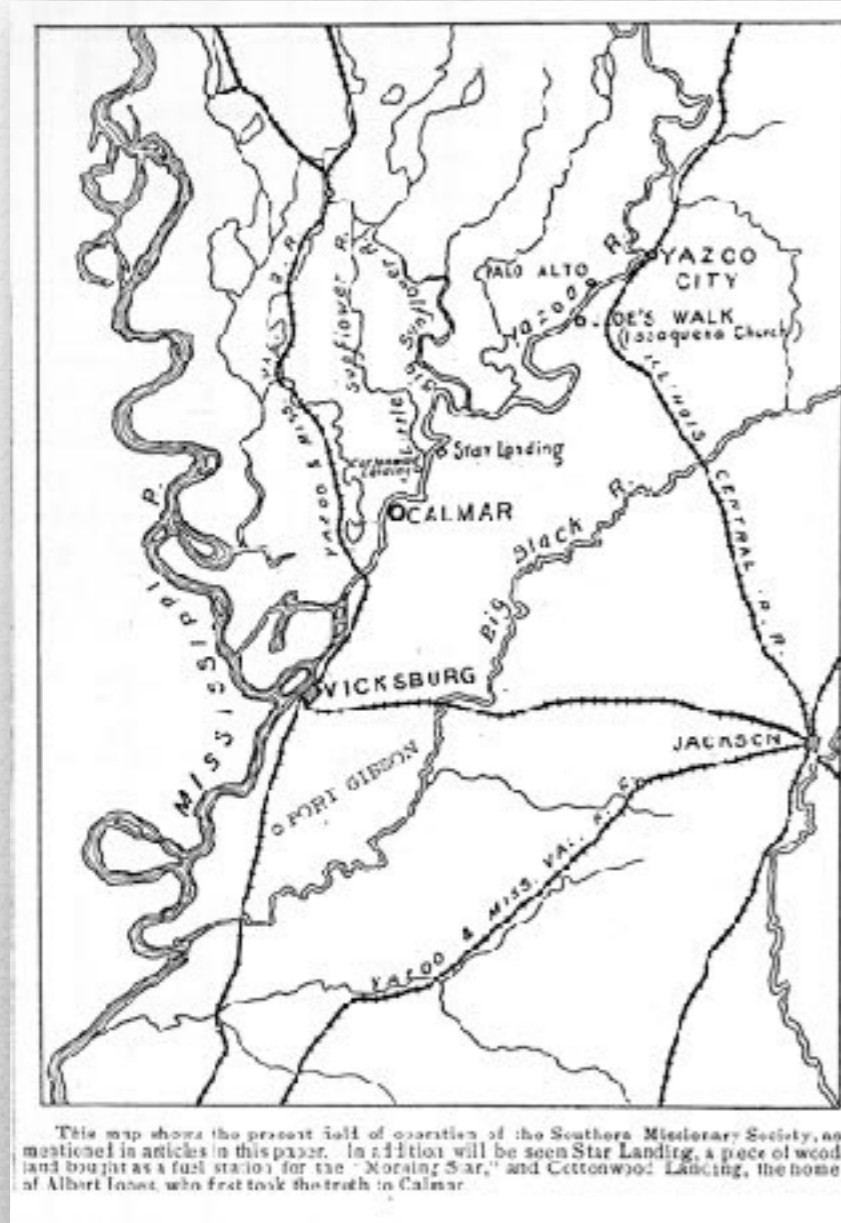 YAZOO
CITY
PALO ALTO
YAZOO R.
OE'S WALK
(Issaquena Church)
ILLINOIS CENTRAL R.R.
Sunflower R.
Big Sunflower R.
Little
YAZOO & MISS. VAL. R.R.
Cottonwood
Landing
Star Landing
CALMAR
Big Black R.
MISSISSIPPI R.
VICKSBURG
JACKSON
PORT GIBSON
YAZOO & MISS. VAL. R.R.
This map shows the present field of operation of the Southern Missionary Society, as
mentioned in articles in this paper. In addition will be seen Star Landing, a piece of wood
land bought as a fuel station for the "Morning Star," and Cottonwood Landing, the home
of Albert Jones, who first took the truth to Calmar.